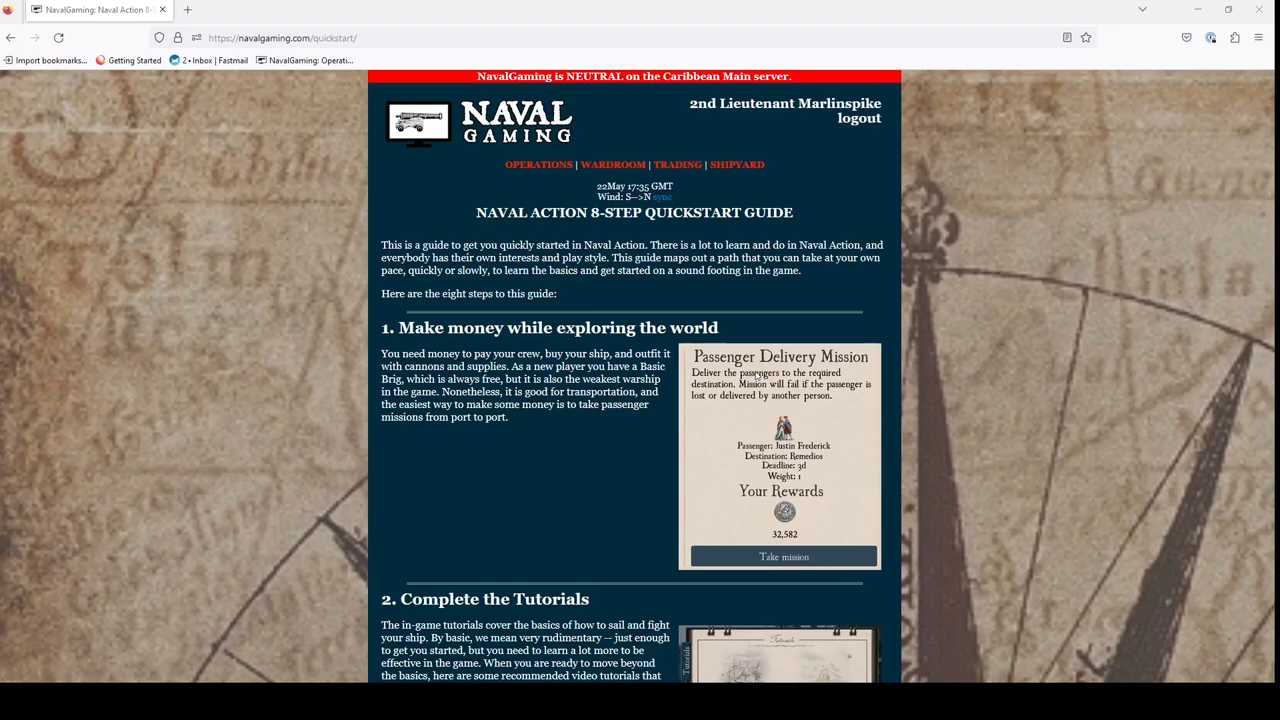 NavalGaming: Naval Action 8-S
https://navalgaming.com/quickstart/
Import bookmarks...
Getting Started
2 • Inbox | Fastmail
NavalGaming: Operati...
NavalGaming is NEUTRAL on the Caribbean Main server.
NAVAL
GAMING
2nd Lieutenant Marlinspike
logout
OPERATIONS | WARDROOM | TRADING | SHIPYARD
22May 17:35 GMT
Wind: S-->N sync
NAVAL ACTION 8-STEP QUICKSTART GUIDE
This is a guide to get you quickly started in Naval Action. There is a lot to learn and do in Naval Action, and
everybody has their own interests and play style. This guide maps out a path that you can take at your own
pace, quickly or slowly, to learn the basics and get started on a sound footing in the game.
Here are the eight steps to this guide:
1. Make money while exploring the world
You need money to pay your crew, buy your ship, and outfit it
with cannons and supplies. As a new player you have a Basic
Brig, which is always free, but it is also the weakest warship
in the game. Nonetheless, it is good for transportation, and
the easiest way to make some money is to take passenger
missions from port to port.
Passenger Delivery Mission
Deliver the passengers to the required
destination. Mission will fail if the passenger is
lost or delivered by another person.
Passenger: Justin Frederick
Destination: Remedios
Deadline: 3d
Weight: 1
Your Rewards
32,582
Take mission
2. Complete the Tutorials
The in-game tutorials cover the basics of how to sail and fight
your ship. By basic, we mean very rudimentary -- just enough
to get you started, but you need to learn a lot more to be
effective in the game. When you are ready to move beyond
the basics, here are some recommended video tutorials that
Tutorials
Tutorials